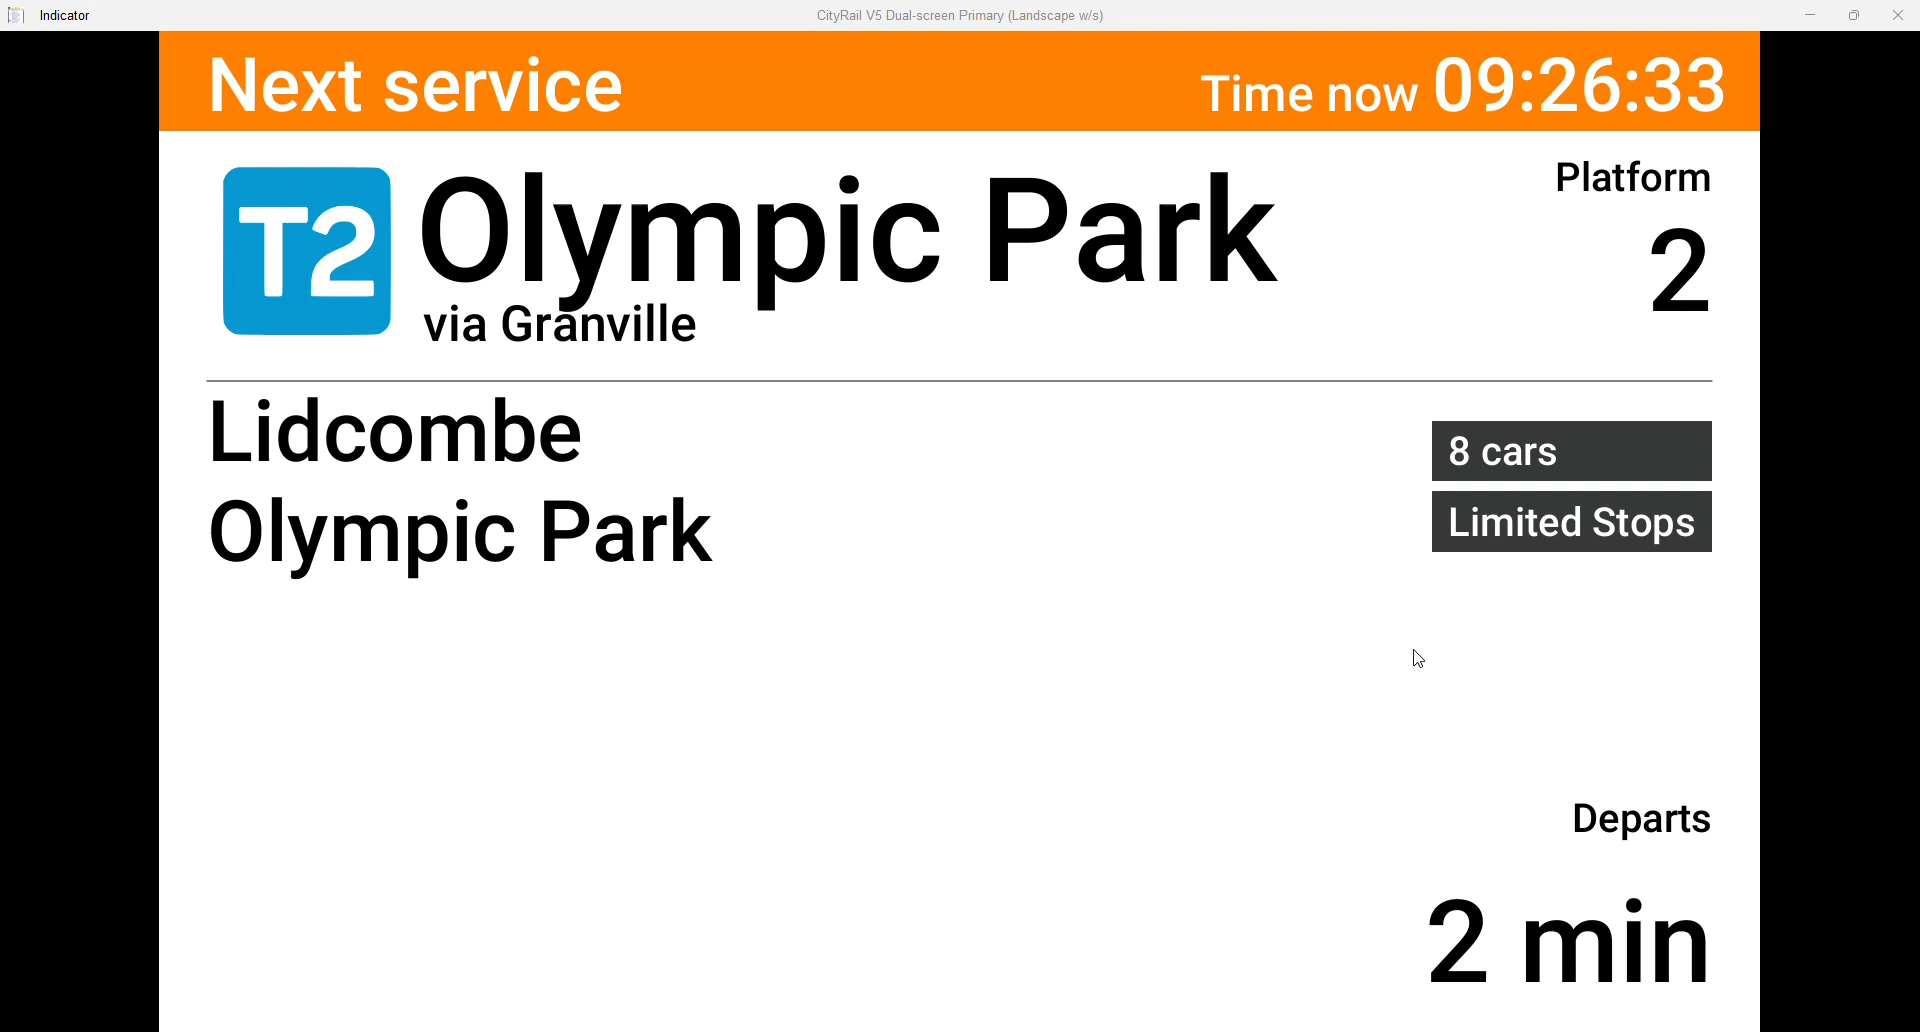 Indicator
CityRail V5 Dual-screen Primary (Landscape w/s)
Next service
Time now 09:26:33
T2
Olympic Park
via Granville
Platform
2
Lidcombe
Olympic Park
8 cars
Limited Stops
Departs
2 min